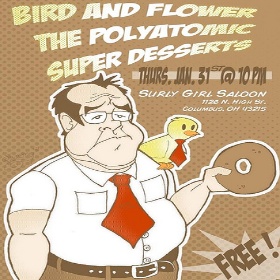 BIRD AND FLOWER
THE POLYATOMIC
SUPER DESSERTS
THURS, JAN. 31ST @ 10 PM
SURLY GIRL SALOON
1126 N. HIGH ST.
COLUMBUS, OH 43215
FREE!